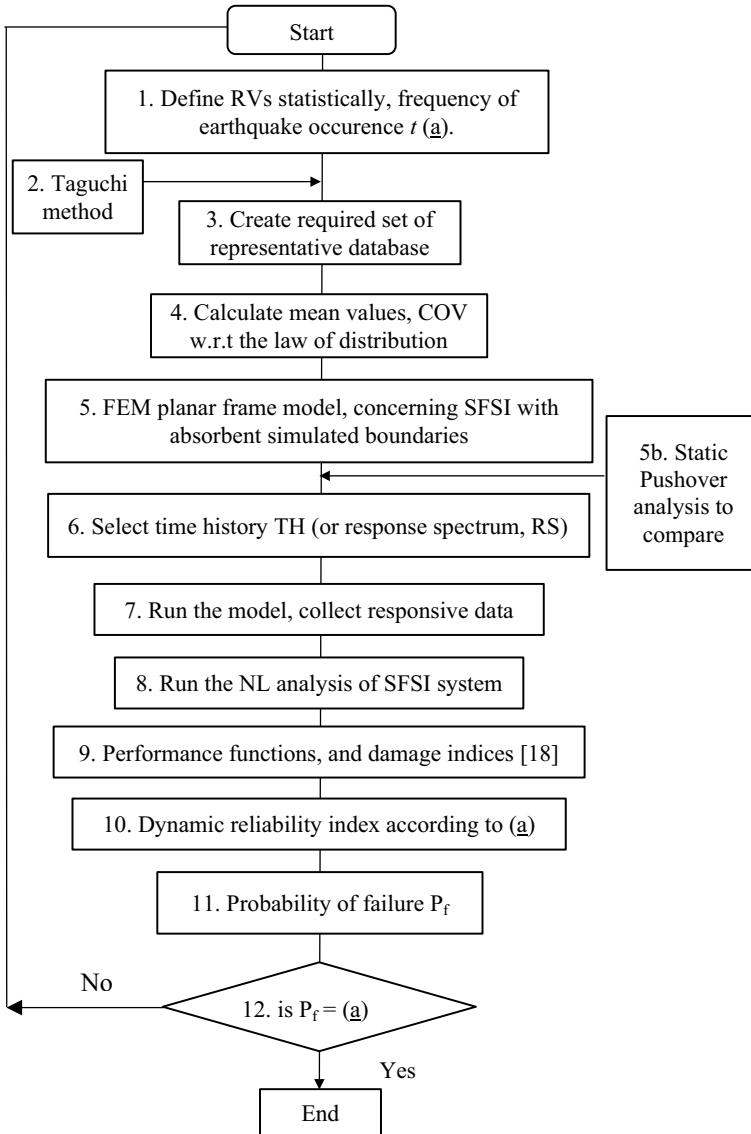 Start
1. Define RVs statistically, frequency of
earthquake occurence t (a).
2. Taguchi
method
3. Create required set of
representative database
4. Calculate mean values, COV
w.r.t the law of distribution
5. FEM planar frame model, concerning SFSI with
absorbent simulated boundaries
5b. Static
Pushover
analysis to
compare
6. Select time history TH (or response spectrum, RS)
7. Run the model, collect responsive data
8. Run the NL analysis of SFSI system
9. Performance functions, and damage indices [18]
10. Dynamic reliability index according to (a)
11. Probability of failure Pf
No
12. is Pf = (a)
Yes
End